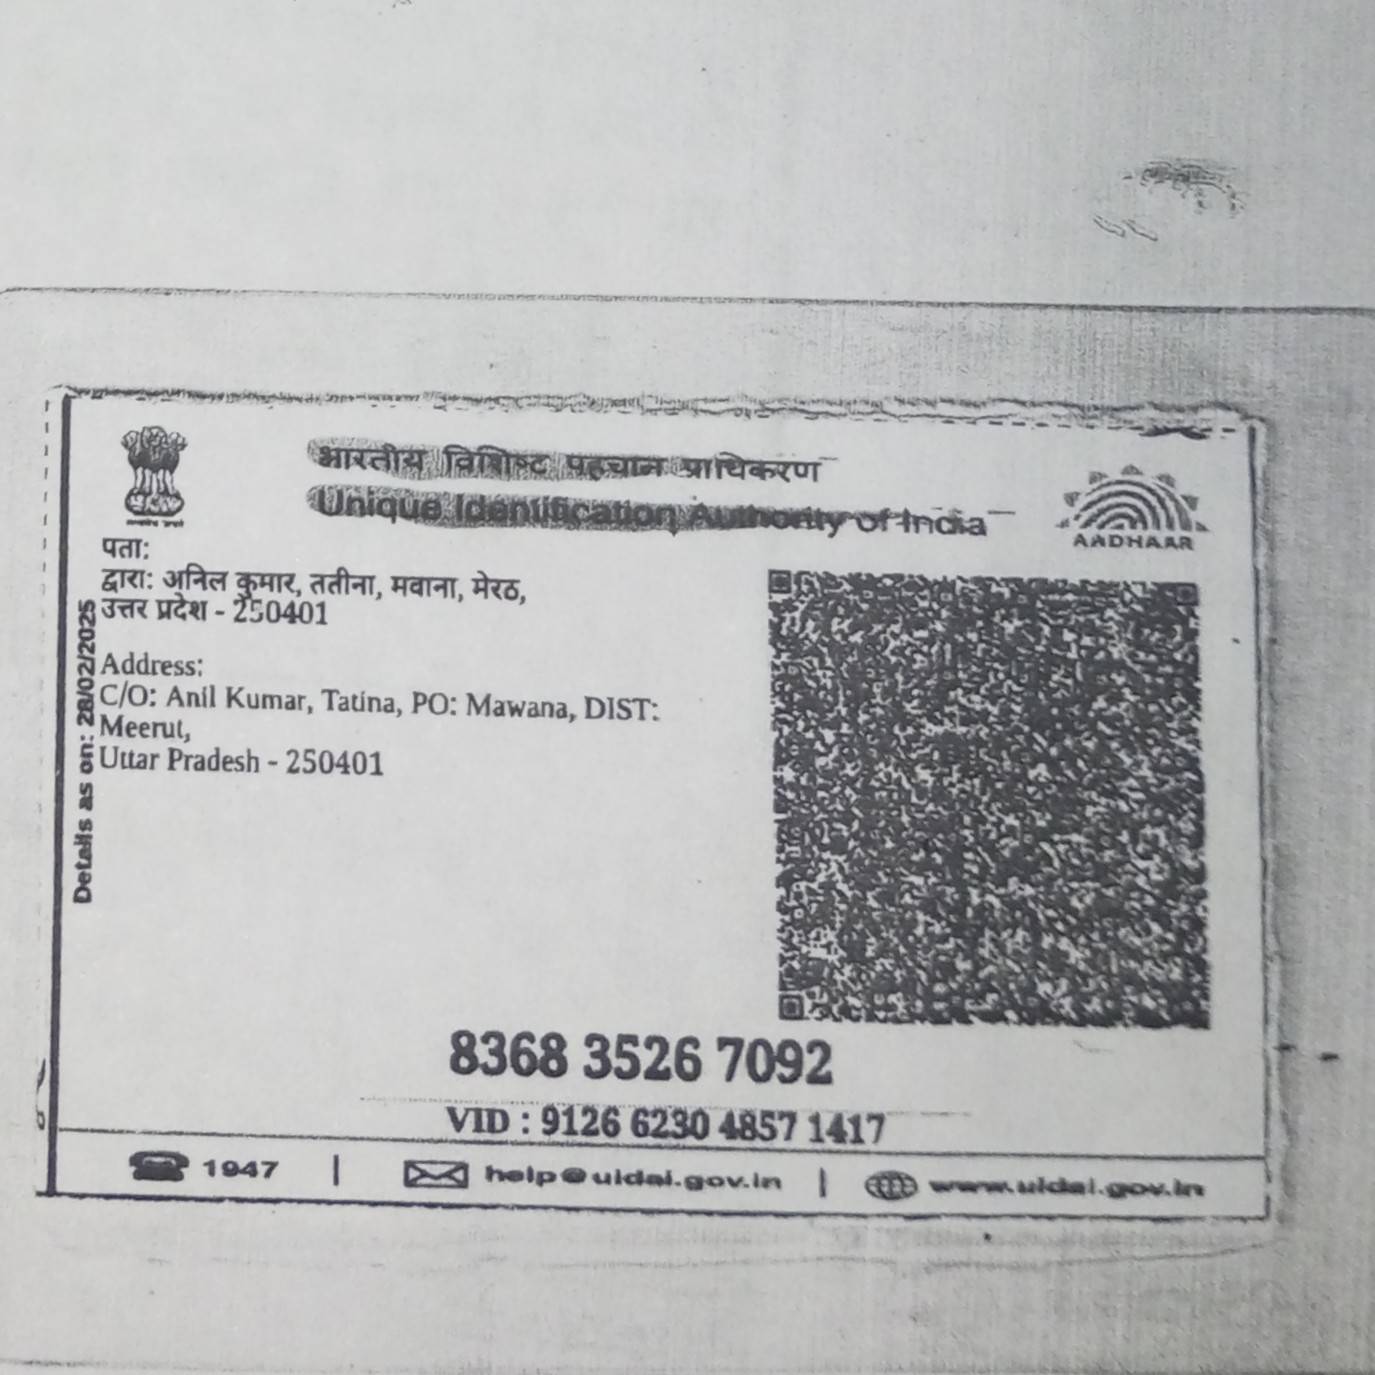 भारतीय विशिष्ट पहचान प्राधिकरण
Unique Identification Authority of India
AADHAAR
पता:
द्वारा: अनिल कुमार, ततीना, मवाना, मेरठ,
उत्तर प्रदेश - 250401
Address:
C/O: Anil Kumar, Tatina, PO: Mawana, DIST:
Meerut,
Uttar Pradesh - 250401
Details as on: 28/02/2025
8368 3526 7092
VID : 9126 6230 4857 1417
1947 | help@uidai.gov.in | www.uidai.gov.in